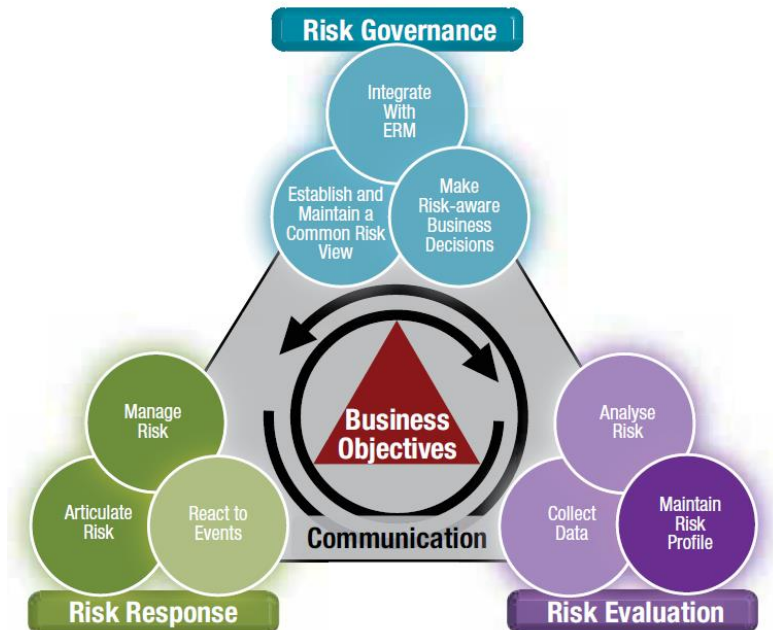 Risk Governance
Integrate
With
ERM
Establish and
Maintain a
Common Risk
View
Make
Risk-aware
Business
Decisions
Business
Objectives
Communication
Manage
Risk
Articulate
Risk
React to
Events
Risk Response
Analyse
Risk
Collect
Data
Maintain
Risk
Profile
Risk Evaluation